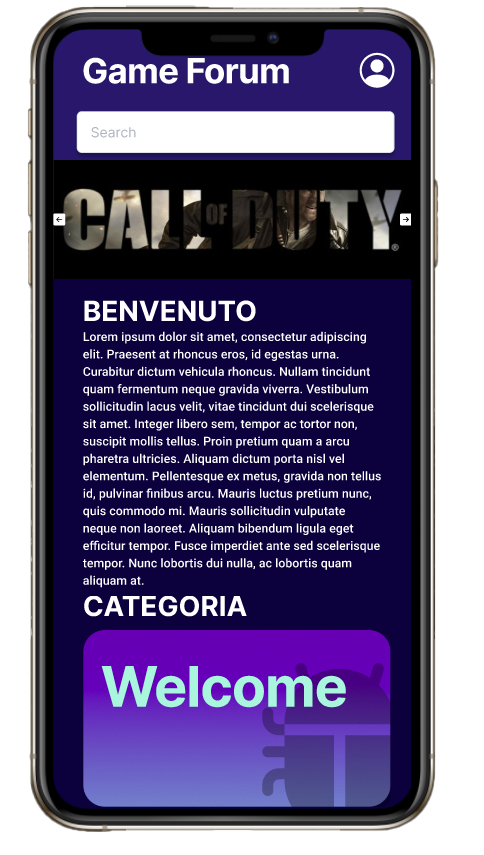 Game Forum
Search
CALL OF DUTY®
BENVENUTO
Lorem ipsum dolor sit amet, consectetur adipiscing
elit. Praesent at rhoncus eros, id egestas urna.
Curabitur dictum vehicula rhoncus. Nullam tincidunt
quam fermentum neque gravida viverra. Vestibulum
sollicitudin lacus velit, vitae tincidunt dui scelerisque
sit amet. Integer libero sem, tempor ac tortor non,
suscipit mollis tellus. Proin pretium quam a arcu
pharetra ultricies. Aliquam dictum porta nisl vel
elementum. Pellentesque ex metus, gravida non tellus
id, pulvinar finibus arcu. Mauris luctus pretium nunc,
quis commodo mi. Mauris sollicitudin vulputate
neque non laoreet. Aliquam bibendum ligula eget
efficitur tempor. Fusce imperdiet ante sed scelerisque
tempor. Nunc lobortis dui nulla, ac lobortis quam
aliquam at.
CATEGORIA
Welcome